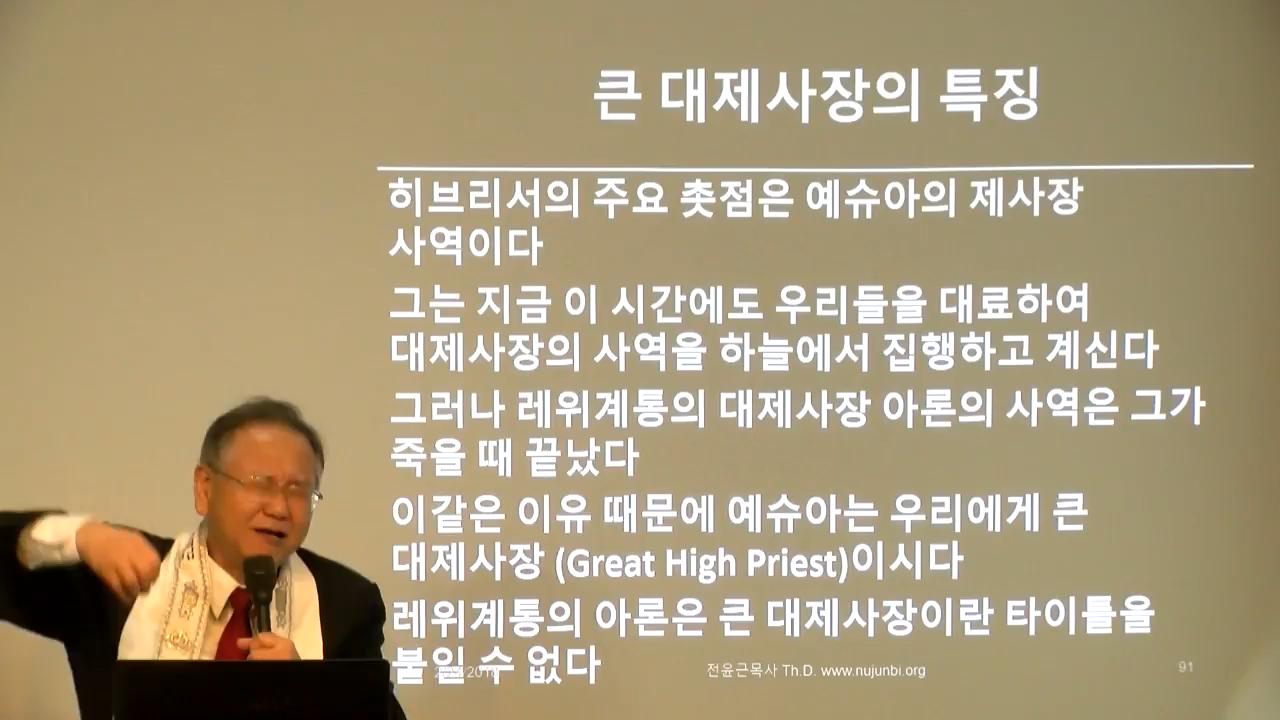 큰 대제사장의 특징
히브리서의 주요 촛점은 예슈아의 제사장
사역이다
그는 지금 이 시간에도 우리들을 대료하여
대제사장의 사역을 하늘에서 집행하고 계신다
그러나 레위계통의 대제사장 아론의 사역은 그가
죽을 때 끝났다
이같은 이유 때문에 예슈아는 우리에게 큰
대제사장 (Great High Priest)이시다
레위계통의 아론은 큰 대제사장이란 타이틀을
붙일 수 없다
전윤근목사 Th.D. www.nujunbi.org
91